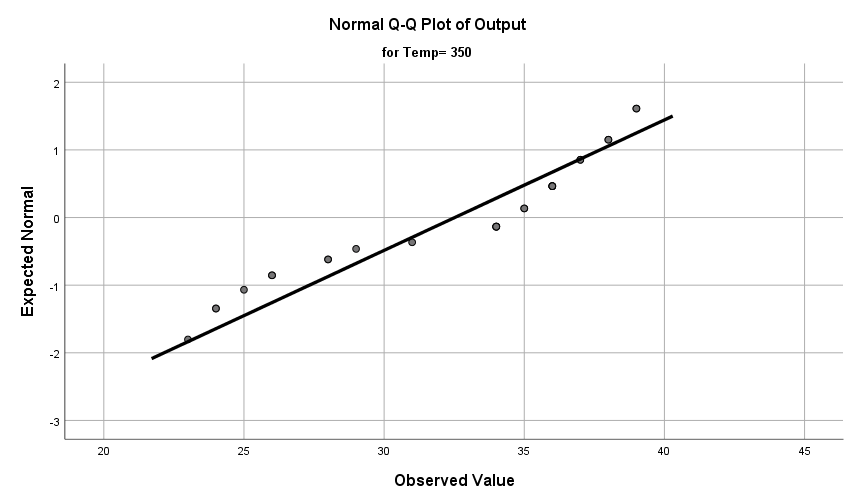 Normal Q-Q Plot of Output
for Temp= 350
2
1
0
-1
-2
-3
Expected Normal
20 25 30 35 40 45
Observed Value